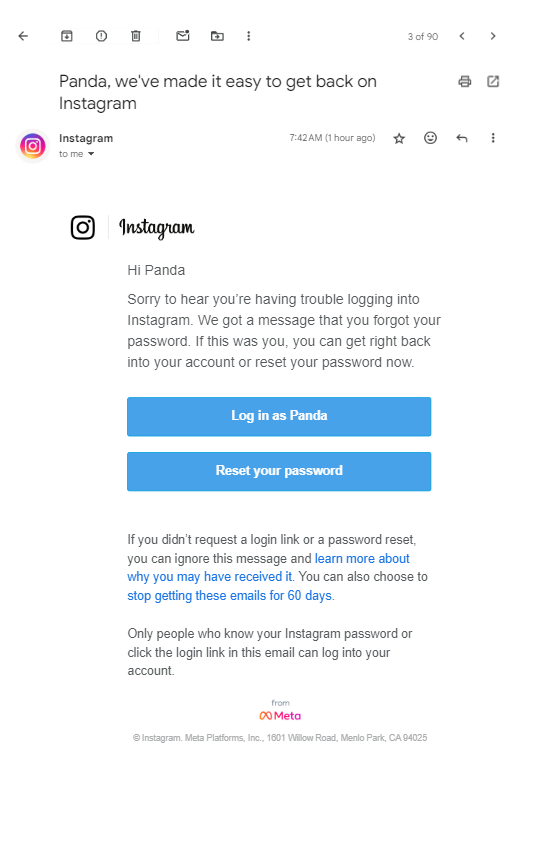 3 of 90
Panda, we've made it easy to get back on
Instagram
Instagram
7:42 AM (1 hour ago)
to me
Instagram
Hi Panda
Sorry to hear you're having trouble logging into
Instagram. We got a message that you forgot your
password. If this was you, you can get right back
into your account or reset your password now.
Log in as Panda
Reset your password
If you didn't request a login link or a password reset,
you can ignore this message and learn more about
why you may have received it. You can also choose to
stop getting these emails for 60 days.
Only people who know your Instagram password or
click the login link in this email can log into your
account.
from
Meta
© Instagram. Meta Platforms, Inc., 1601 Willow Road, Menlo Park, CA 94025